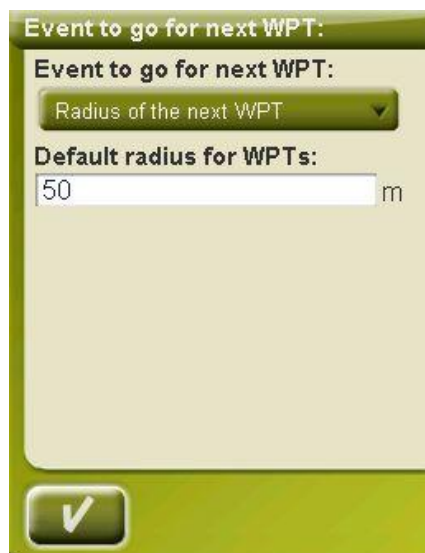 Event to go for next WPT:
Event to go for next WPT:
Radius of the next WPT
Default radius for WPTs:
50 m